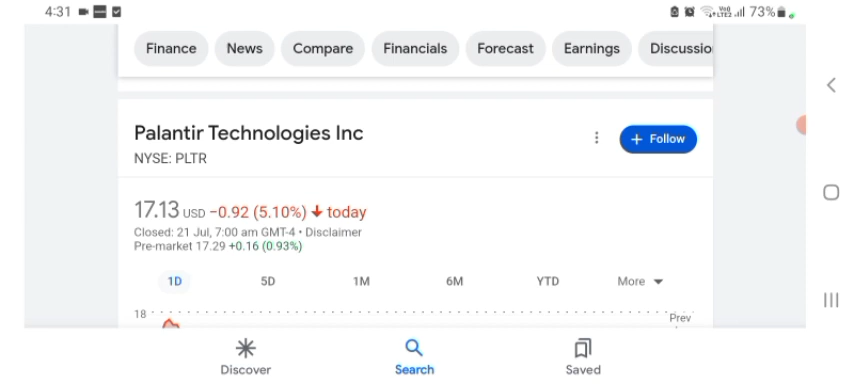 4:31 73%
Finance News Compare Financials Forecast Earnings Discussio
Palantir Technologies Inc
+ Follow
NYSE: PLTR
17.13 USD −0.92 (5.10%) ↓ today
Closed: 21 Jul, 7:00 am GMT-4 • Disclaimer
Pre-market 17.29 +0.16 (0.93%)
1D 5D 1M 6M YTD More
18
Prev
Discover Search Saved